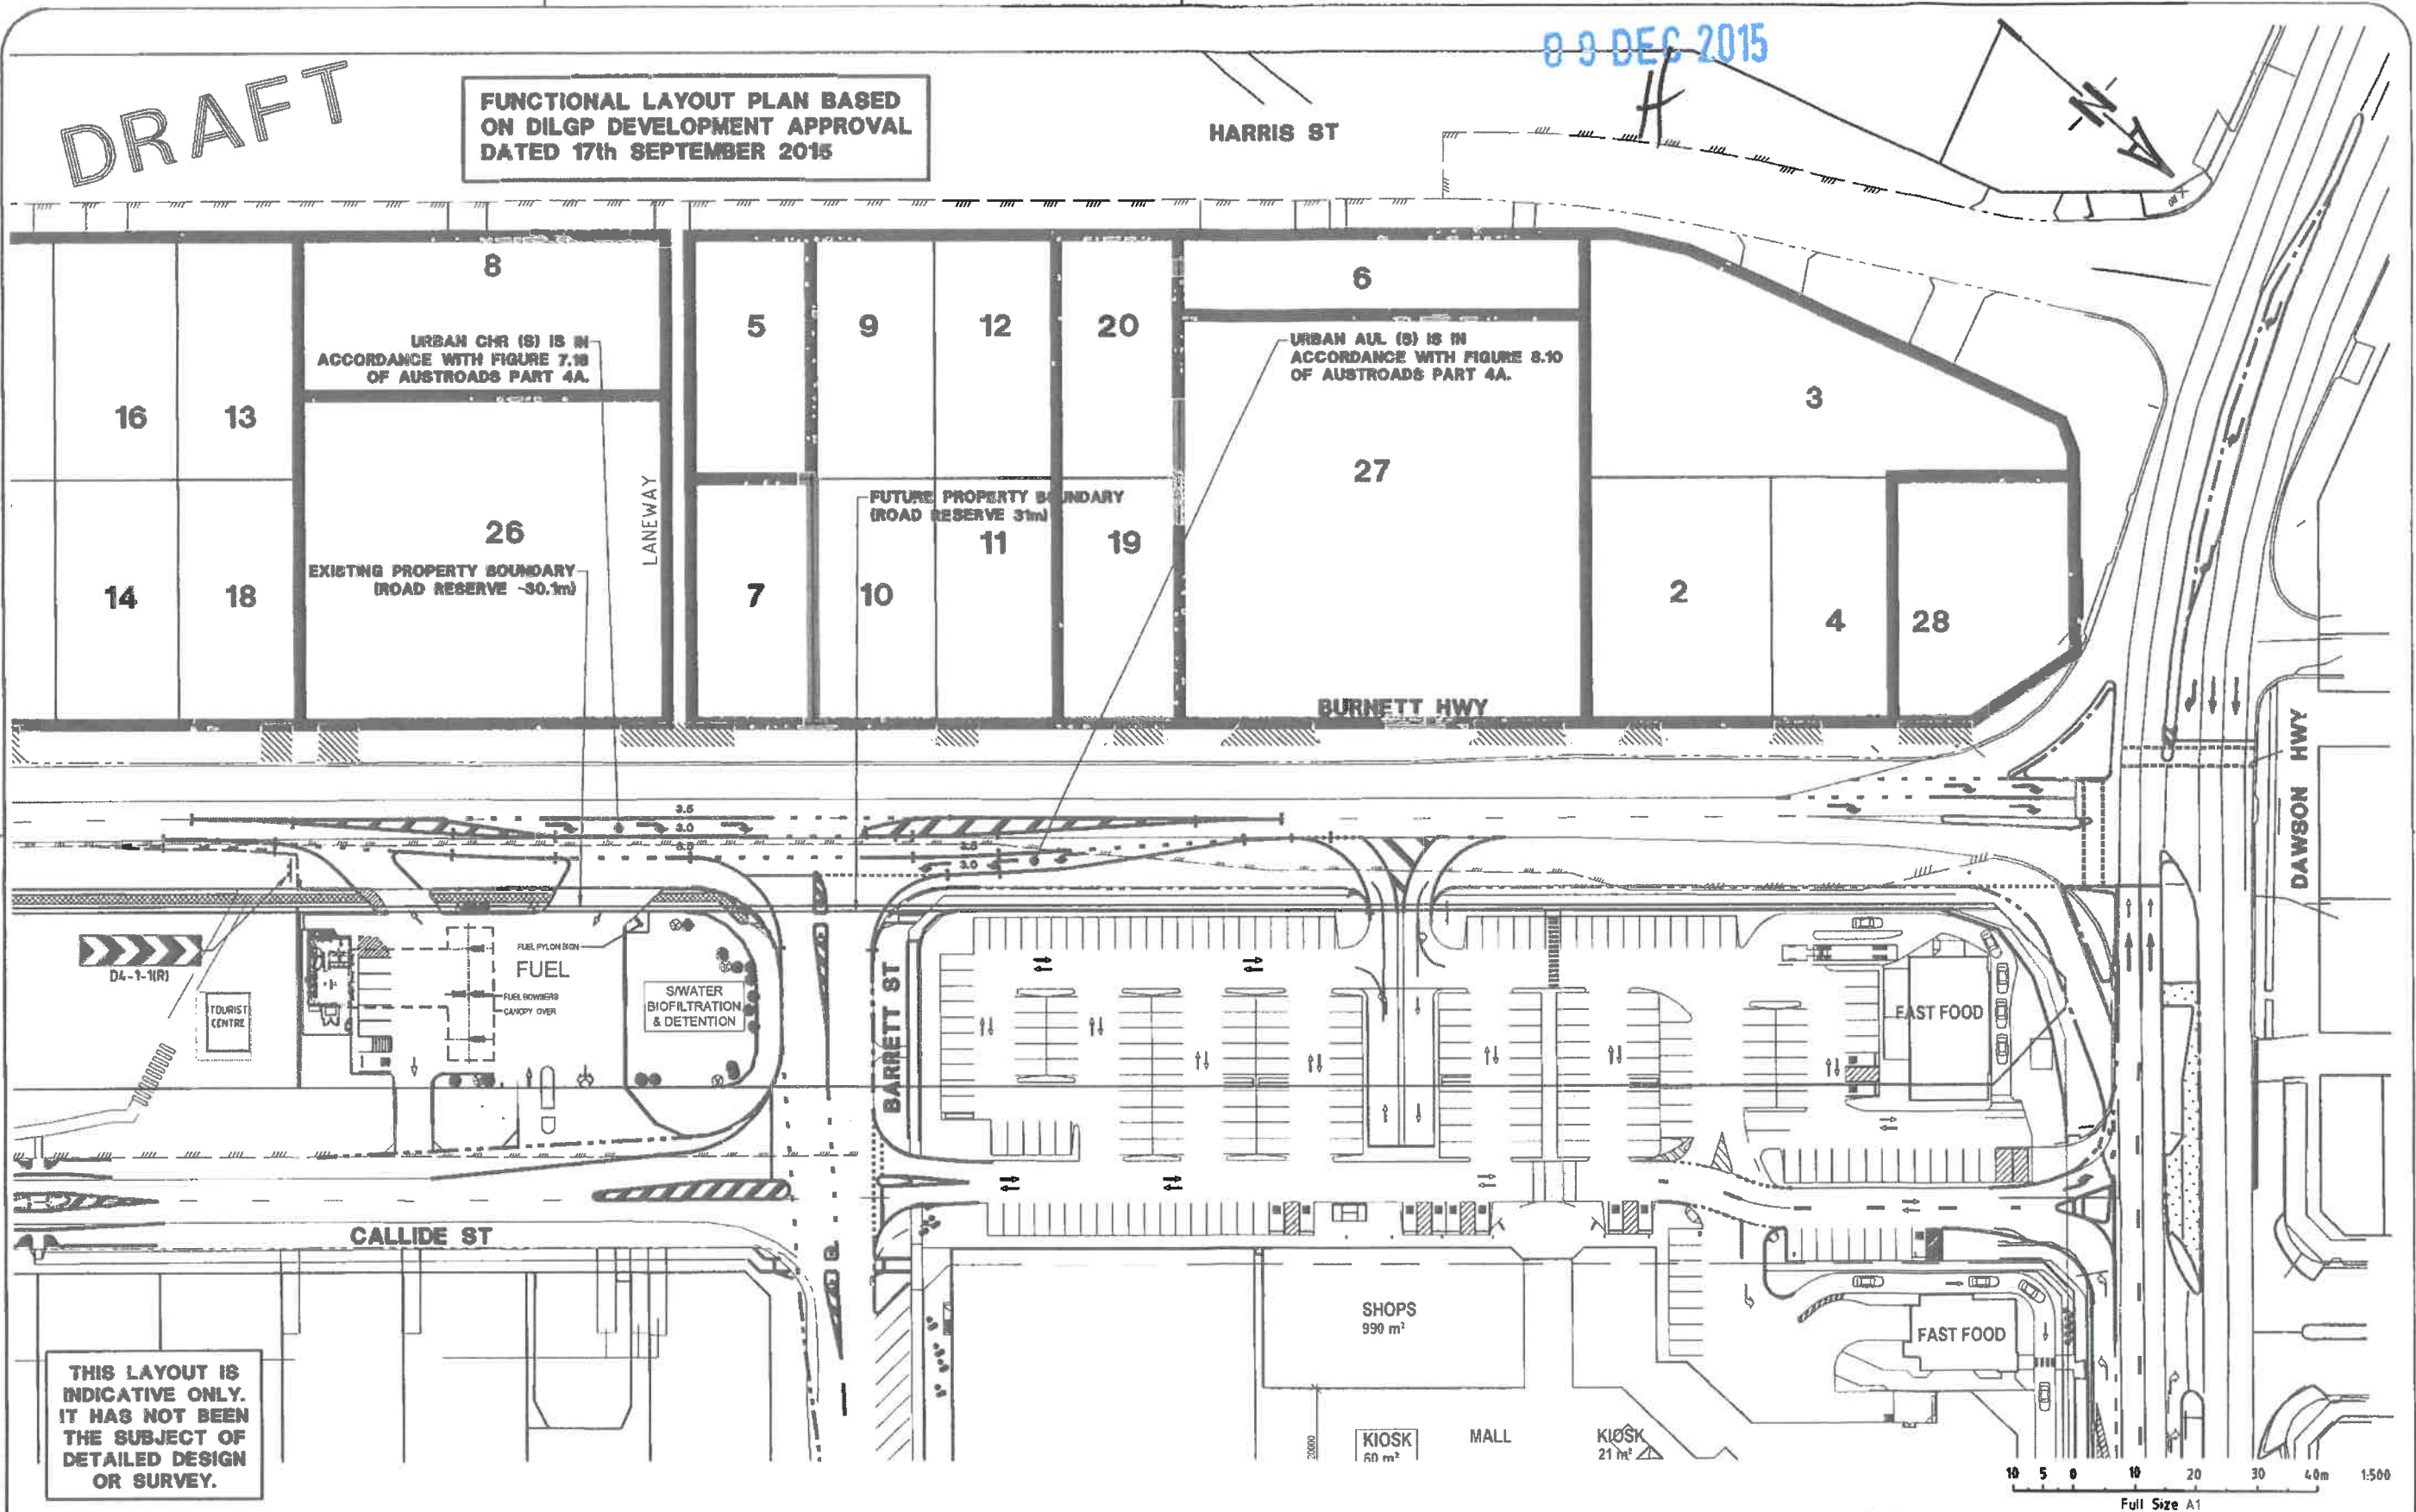 09 DEC 2015
DRAFT
FUNCTIONAL LAYOUT PLAN BASED
ON DILGP DEVELOPMENT APPROVAL
DATED 17th SEPTEMBER 2015
HARRIS ST
N
8
5
9
12
20
6
3
URBAN CHR (S) IS IN
ACCORDANCE WITH FIGURE 7.18
OF AUSTROADS PART 4A.
URBAN AUL (S) IS IN
ACCORDANCE WITH FIGURE 8.10
OF AUSTROADS PART 4A.
16
13
27
LANEWAY
FUTURE PROPERTY BOUNDARY
(ROAD RESERVE 31m)
26
11
19
EXISTING PROPERTY BOUNDARY
(ROAD RESERVE ~30.1m)
14
18
7
10
2
4
28
BURNETT HWY
DAWSON HWY
3.5
3.0
3.5
3.0
D4-1-1(R)
TOURIST
CENTRE
FUEL PYLON SIGN
FUEL
FUEL BOWSERS
CANOPY OVER
S/WATER
BIOFILTRATION
& DETENTION
BARRETT ST
FAST FOOD
CALLIDE ST
SHOPS
990 m²
FAST FOOD
THIS LAYOUT IS
INDICATIVE ONLY.
IT HAS NOT BEEN
THE SUBJECT OF
DETAILED DESIGN
OR SURVEY.
20000
KIOSK
50 m²
MALL
KIOSK
21 m²
10 5 0 10 20 30 40m 1:500
Full Size A1